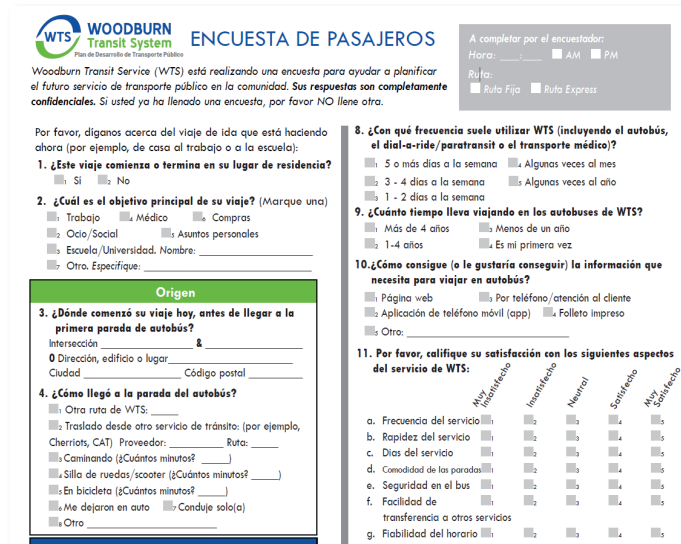 WTS
WOODBURN
Transit System
Plan de Desarrollo de Transporte Público
ENCUESTA DE PASAJEROS
A completar por el encuestador:
Hora: ___:____ AM PM
Ruta:
Ruta Fija Ruta Express
Woodburn Transit Service (WTS) está realizando una encuesta para ayudar a planificar
el futuro servicio de transporte público en la comunidad. Sus respuestas son completamente
confidenciales. Si usted ya ha llenado una encuesta, por favor NO llene otra.
Por favor, díganos acerca del viaje de ida que está haciendo
ahora (por ejemplo, de casa al trabajo o a la escuela):
1. ¿Este viaje comienza o termina en su lugar de residencia?
1 Sí 2 No
2. ¿Cuál es el objetivo principal de su viaje? (Marque una)
1 Trabajo 4 Médico 6 Compras
2 Ocio/Social 5 Asuntos personales
3 Escuela/Universidad. Nombre: ____________________
7 Otro. Especifique: ______________________________
Origen
3. ¿Dónde comenzó su viaje hoy, antes de llegar a la
primera parada de autobús?
Intersección __________________ & __________________
O Dirección, edificio o lugar_________________________
Ciudad _______________ Código postal __________
4. ¿Cómo llegó a la parada del autobús?
1 Otra ruta de WTS: _____
2 Traslado desde otro servicio de tránsito: (por ejemplo,
Cherriots, CAT) Proveedor: __________ Ruta: _____
3 Caminando (¿Cuántos minutos? _____)
4 Silla de ruedas/scooter (¿Cuántos minutos? _____)
5 En bicicleta (¿Cuántos minutos? _____)
6 Me dejaron en auto 7 Conduje solo(a)
8 Otro ________________________
8. ¿Con qué frecuencia suele utilizar WTS (incluyendo el autobús,
el dial-a-ride/paratransit o el transporte médico)?
1 5 o más días a la semana 4 Algunas veces al mes
2 3 - 4 días a la semana 5 Algunas veces al año
3 1 - 2 días a la semana
9. ¿Cuánto tiempo lleva viajando en los autobuses de WTS?
1 Más de 4 años 3 Menos de un año
2 1-4 años 4 Es mi primera vez
10.¿Cómo consigue (o le gustaría conseguir) la información que
necesita para viajar en autobús?
1 Página web 3 Por teléfono/atención al cliente
2 Aplicación de teléfono móvil (app) 4 Folleto impreso
5 Otro: ______________________________
11. Por favor, califique su satisfacción con los siguientes aspectos
del servicio de WTS:
Muy Insatisfecho Insatisfecho Neutral Satisfecho Muy Satisfecho
a. Frecuencia del servicio 1 2 3 4 5
b. Rapidez del servicio 1 2 3 4 5
c. Dias del servicio 1 2 3 4 5
d. Comodidad de las paradas 1 2 3 4 5
e. Seguridad en el bus 1 2 3 4 5
f. Facilidad de 1 2 3 4 5
transferencia a otros servicios
g. Fiabilidad del horario 1 2 3 4 5